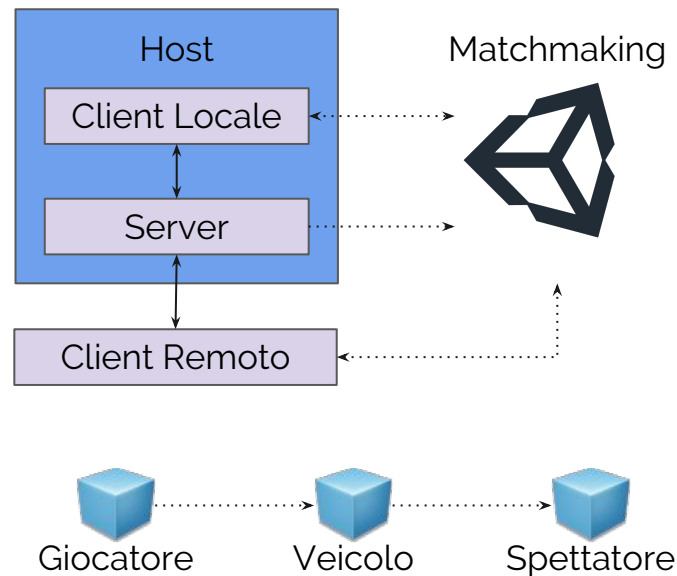 Host
Matchmaking
Client Locale
Server
Client Remoto
Giocatore
Veicolo
Spettatore